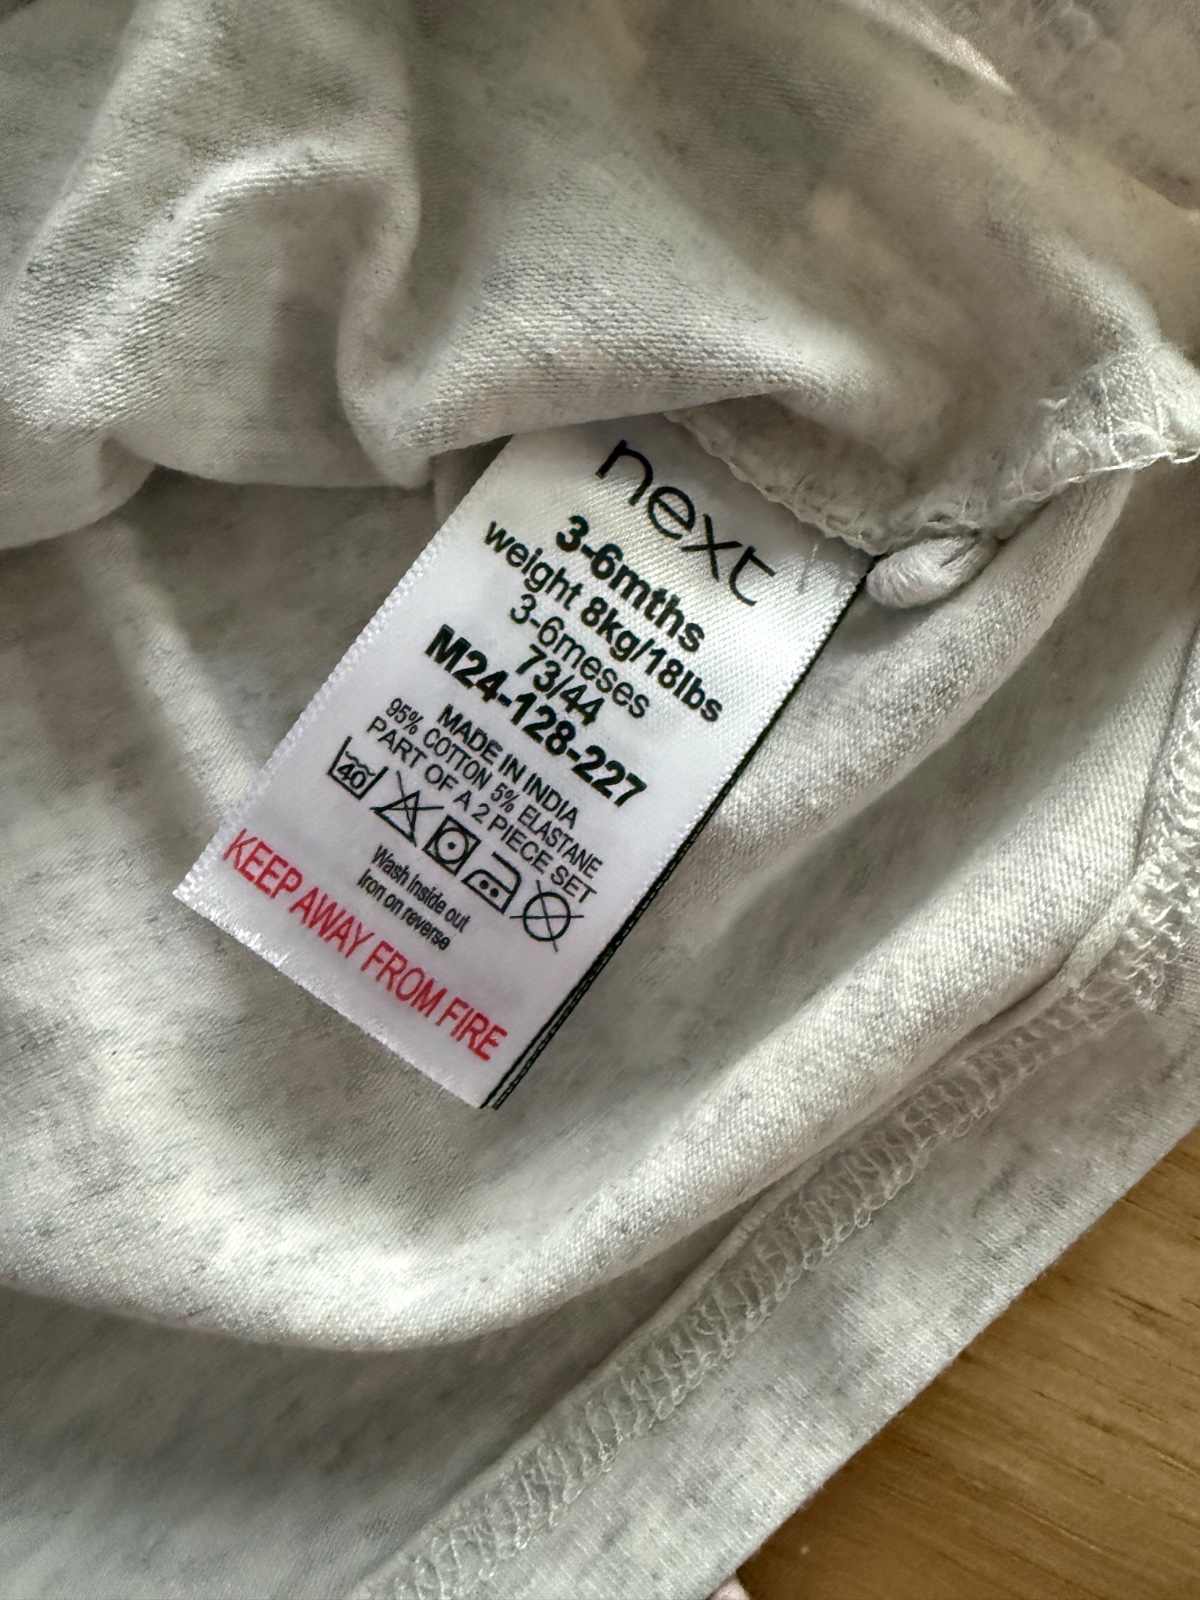 next
3-6mths
weight 8kg/18lbs
3-6meses
73/44
M24-128-227
MADE IN INDIA
95% COTTON 5% ELASTANE
PART OF A 2 PIECE SET
40
Wash inside out
Iron on reverse
KEEP AWAY FROM FIRE